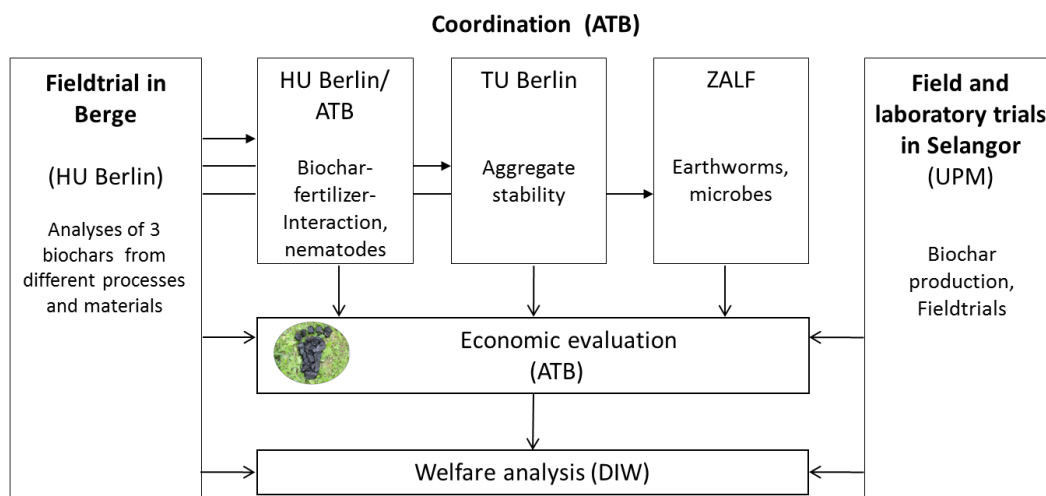 Coordination (ATB)
Fieldtrial in
Berge
(HU Berlin)
Analyses of 3
biochars from
different processes
and materials
HU Berlin/
ATB
Biochar-
fertilizer-
Interaction,
nematodes
TU Berlin
Aggregate
stability
ZALF
Earthworms,
microbes
Field and
laboratory trials
in Selangor
(UPM)
Biochar
production,
Fieldtrials
Economic evaluation
(ATB)
Welfare analysis (DIW)